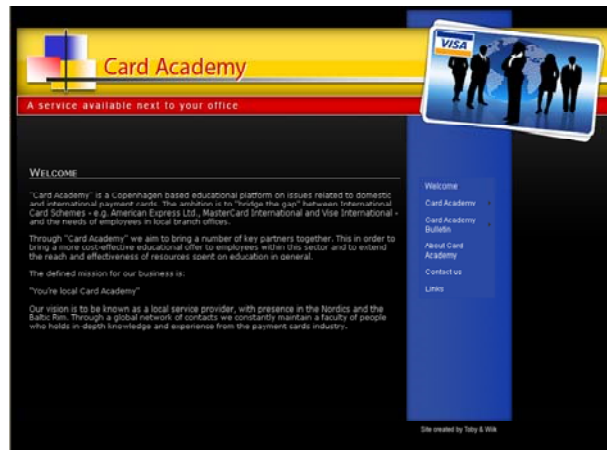 Card Academy
VISA
A service available next to your office
WELCOME
"Card Academy" is a Copenhagen based educational platform on issues related to domestic
and international payment cards. The ambition is to "bridge the gap" between International
Card Schemes - e.g. American Express Ltd., MasterCard International and Vise International -
and the needs of employees in local branch offices.
Through "Card Academy" we aim to bring a number of key partners together. This in order to
bring a more cost-effective educational offer to employees within this sector and to extend
the reach and effectiveness of resources spent on education in general.
The defined mission for our business is:
"You're local Card Academy"
Our vision is to be known as a local service provider, with presence in the Nordics and the
Baltic Rim. Through a global network of contacts we constantly maintain a faculty of people
who holds in-depth knowledge and experience from the payment cards industry.
Welcome
Card Academy
Card Academy
Bulletin
About Card
Academy
Contact us
Links
Site created by Toby & Wiik